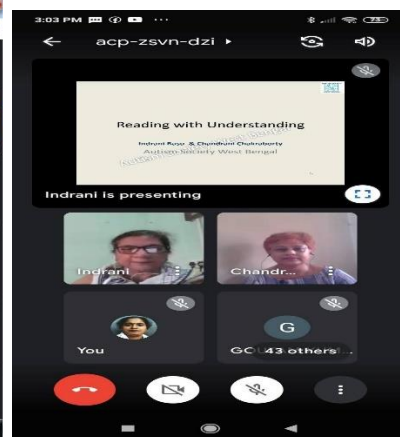 3:03 PM ...
73
acp-zsvn-dzi
Reading with Understanding
Indrani Basu & Chandrani Chakraborty
Autism Society West Bengal
Indrani is presenting
Indrani
Chandr...
You
G
43 others